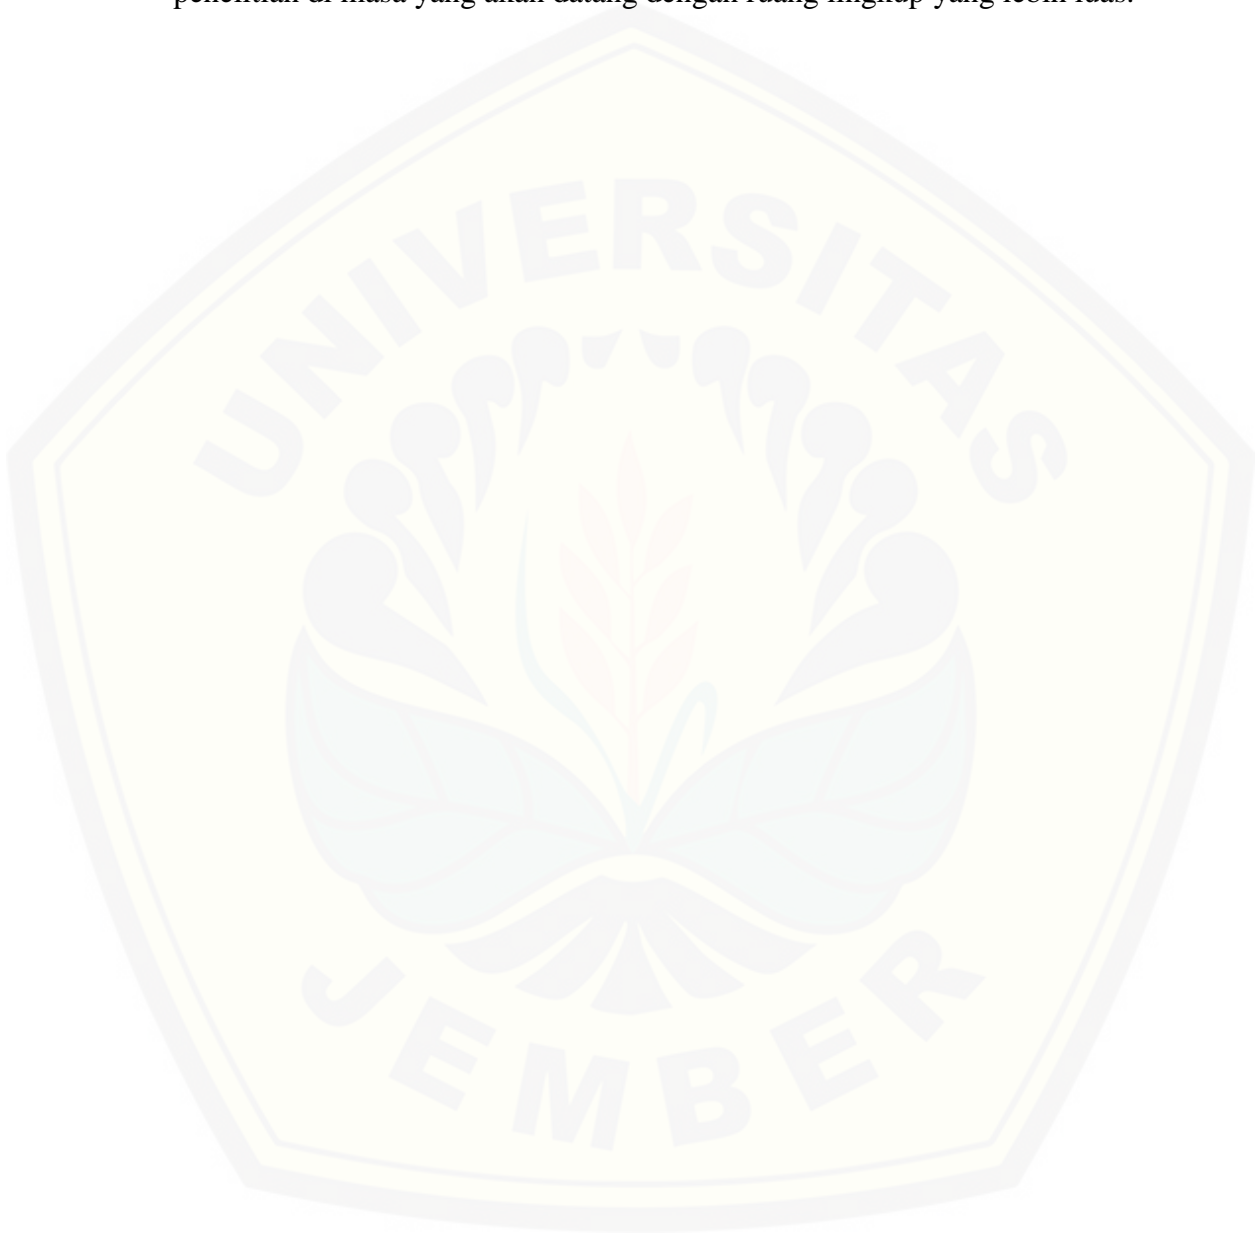 penelitian di masa yang akan datang dengan ruang lingkup yang lebih luas.
UNIVERSITAS
JEMBER